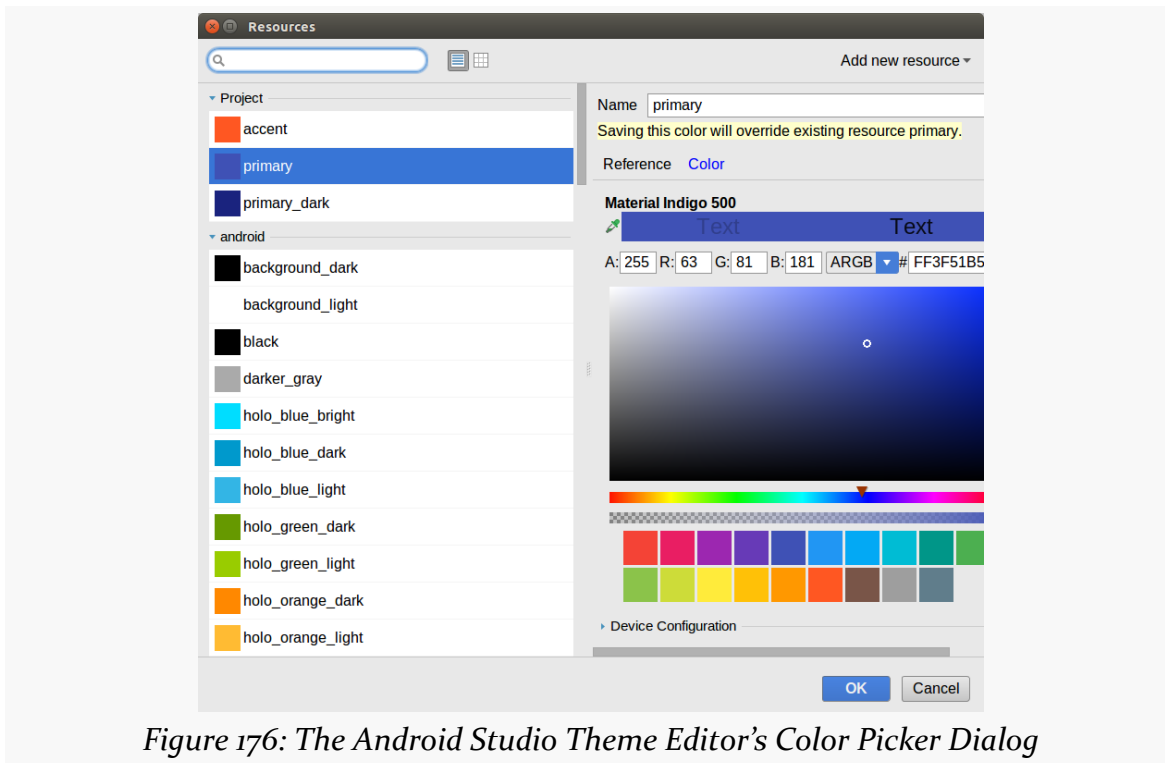 Resources
Add new resource
Project
accent
primary
primary_dark
android
background_dark
background_light
black
darker_gray
holo_blue_bright
holo_blue_dark
holo_blue_light
holo_green_dark
holo_green_light
holo_orange_dark
holo_orange_light
Name primary
Saving this color will override existing resource primary.
Reference Color
Material Indigo 500
Text Text
A: 255 R: 63 G: 81 B: 181 ARGB # FF3F51B5
Device Configuration
OK Cancel
Figure 176: The Android Studio Theme Editor's Color Picker Dialog